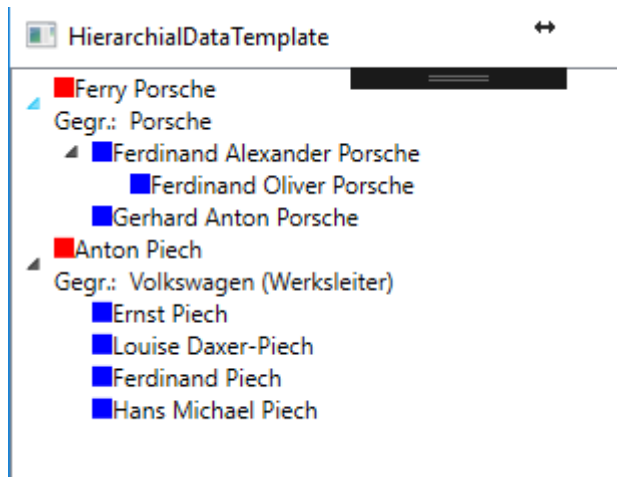 HierarchialDataTemplate
Ferry Porsche
Gegr.: Porsche
Ferdinand Alexander Porsche
Ferdinand Oliver Porsche
Gerhard Anton Porsche
Anton Piech
Gegr.: Volkswagen (Werksleiter)
Ernst Piech
Louise Daxer-Piech
Ferdinand Piech
Hans Michael Piech